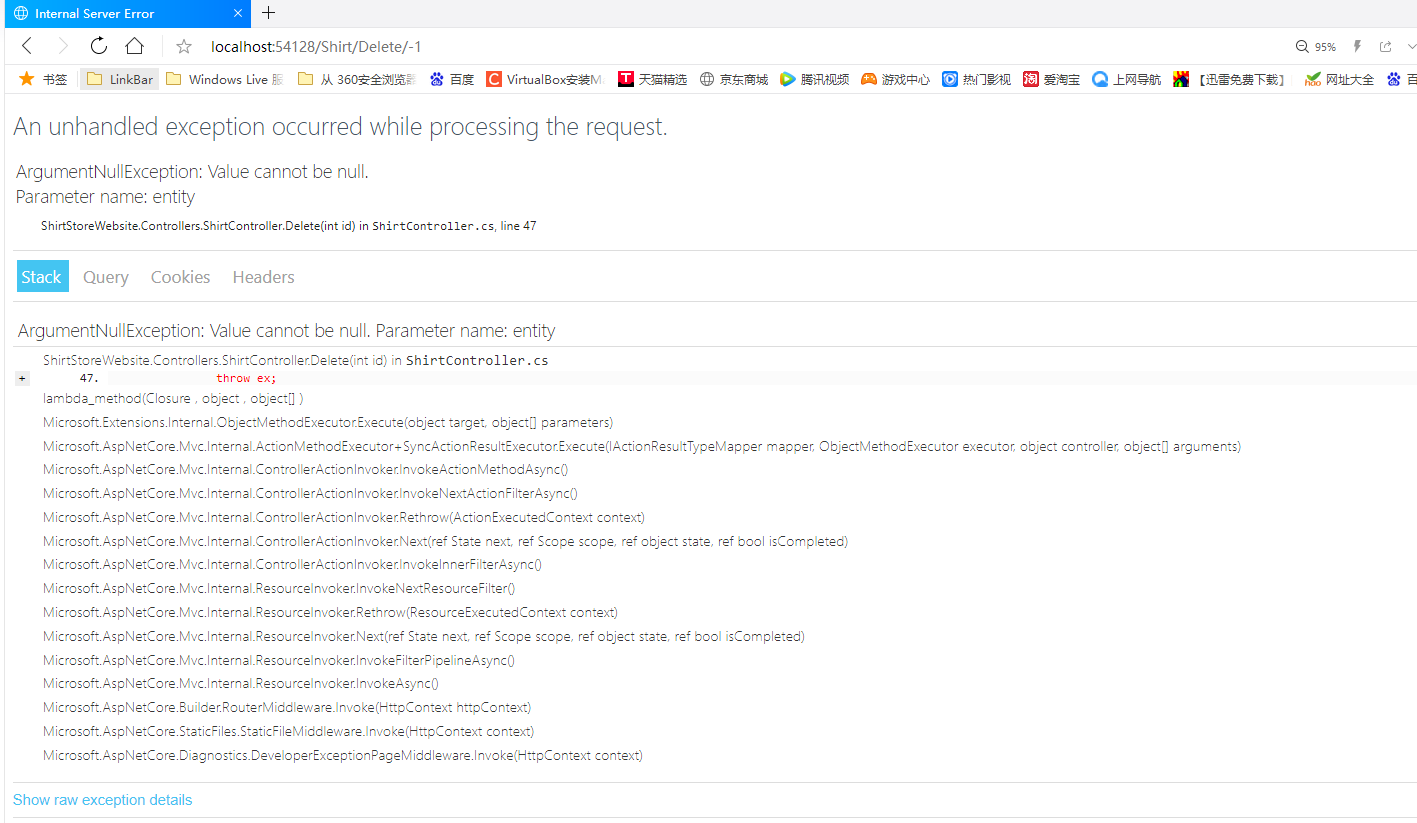 Internal Server Error
localhost:54128/Shirt/Delete/-1
95%
书签
LinkBar
Windows Live
从 360安全浏览器
百度
VirtualBox安装
天猫精选
京东商城
腾讯视频
游戏中心
热门影视
爱淘宝
上网导航
【迅雷免费下载】
网址大全
An unhandled exception occurred while processing the request.
ArgumentNullException: Value cannot be null.
Parameter name: entity
ShirtStoreWebsite.Controllers.ShirtController.Delete(int id) in ShirtController.cs, line 47
Stack Query Cookies Headers
ArgumentNullException: Value cannot be null. Parameter name: entity
ShirtStoreWebsite.Controllers.ShirtController.Delete(int id) in ShirtController.cs
+ 47. throw ex;
lambda_method(Closure , object , object[] )
Microsoft.Extensions.Internal.ObjectMethodExecutor.Execute(object target, object[] parameters)
Microsoft.AspNetCore.Mvc.Internal.ActionMethodExecutor+SyncActionResultExecutor.Execute(IActionResultTypeMapper mapper, ObjectMethodExecutor executor, object controller, object[] arguments)
Microsoft.AspNetCore.Mvc.Internal.ControllerActionInvoker.InvokeActionMethodAsync()
Microsoft.AspNetCore.Mvc.Internal.ControllerActionInvoker.InvokeNextActionFilterAsync()
Microsoft.AspNetCore.Mvc.Internal.ControllerActionInvoker.Rethrow(ActionExecutedContext context)
Microsoft.AspNetCore.Mvc.Internal.ControllerActionInvoker.Next(ref State next, ref Scope scope, ref object state, ref bool isCompleted)
Microsoft.AspNetCore.Mvc.Internal.ControllerActionInvoker.InvokeInnerFilterAsync()
Microsoft.AspNetCore.Mvc.Internal.ResourceInvoker.InvokeNextResourceFilter()
Microsoft.AspNetCore.Mvc.Internal.ResourceInvoker.Rethrow(ResourceExecutedContext context)
Microsoft.AspNetCore.Mvc.Internal.ResourceInvoker.Next(ref State next, ref Scope scope, ref object state, ref bool isCompleted)
Microsoft.AspNetCore.Mvc.Internal.ResourceInvoker.InvokeFilterPipelineAsync()
Microsoft.AspNetCore.Mvc.Internal.ResourceInvoker.InvokeAsync()
Microsoft.AspNetCore.Builder.RouterMiddleware.Invoke(HttpContext httpContext)
Microsoft.AspNetCore.StaticFiles.StaticFileMiddleware.Invoke(HttpContext context)
Microsoft.AspNetCore.Diagnostics.DeveloperExceptionPageMiddleware.Invoke(HttpContext context)
Show raw exception details